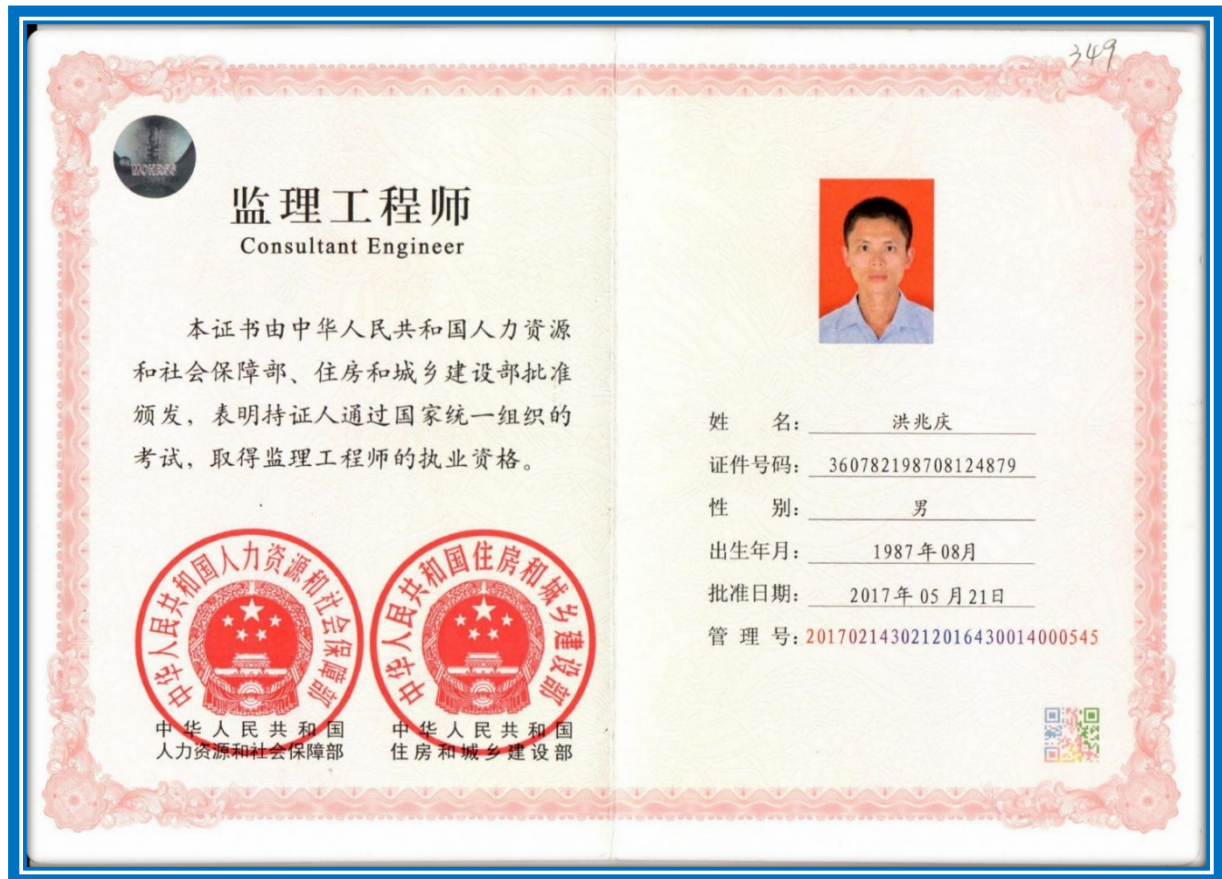 349
MOHRSS
监理工程师
Consultant Engineer
本证书由中华人民共和国人力资源
和社会保障部、住房和城乡建设部批准
颁发，表明持证人通过国家统一组织的
考试，取得监理工程师的执业资格。
中华人民共和国人力资源和社会保障部
中华人民共和国
人力资源和社会保障部
中华人民共和国住房和城乡建设部
中华人民共和国
住房和城乡建设部
姓 名：洪兆庆
证件号码：360782198708124879
性 别：男
出生年月：1987年08月
批准日期：2017年05月21日
管 理 号：2017021430212016430014000545